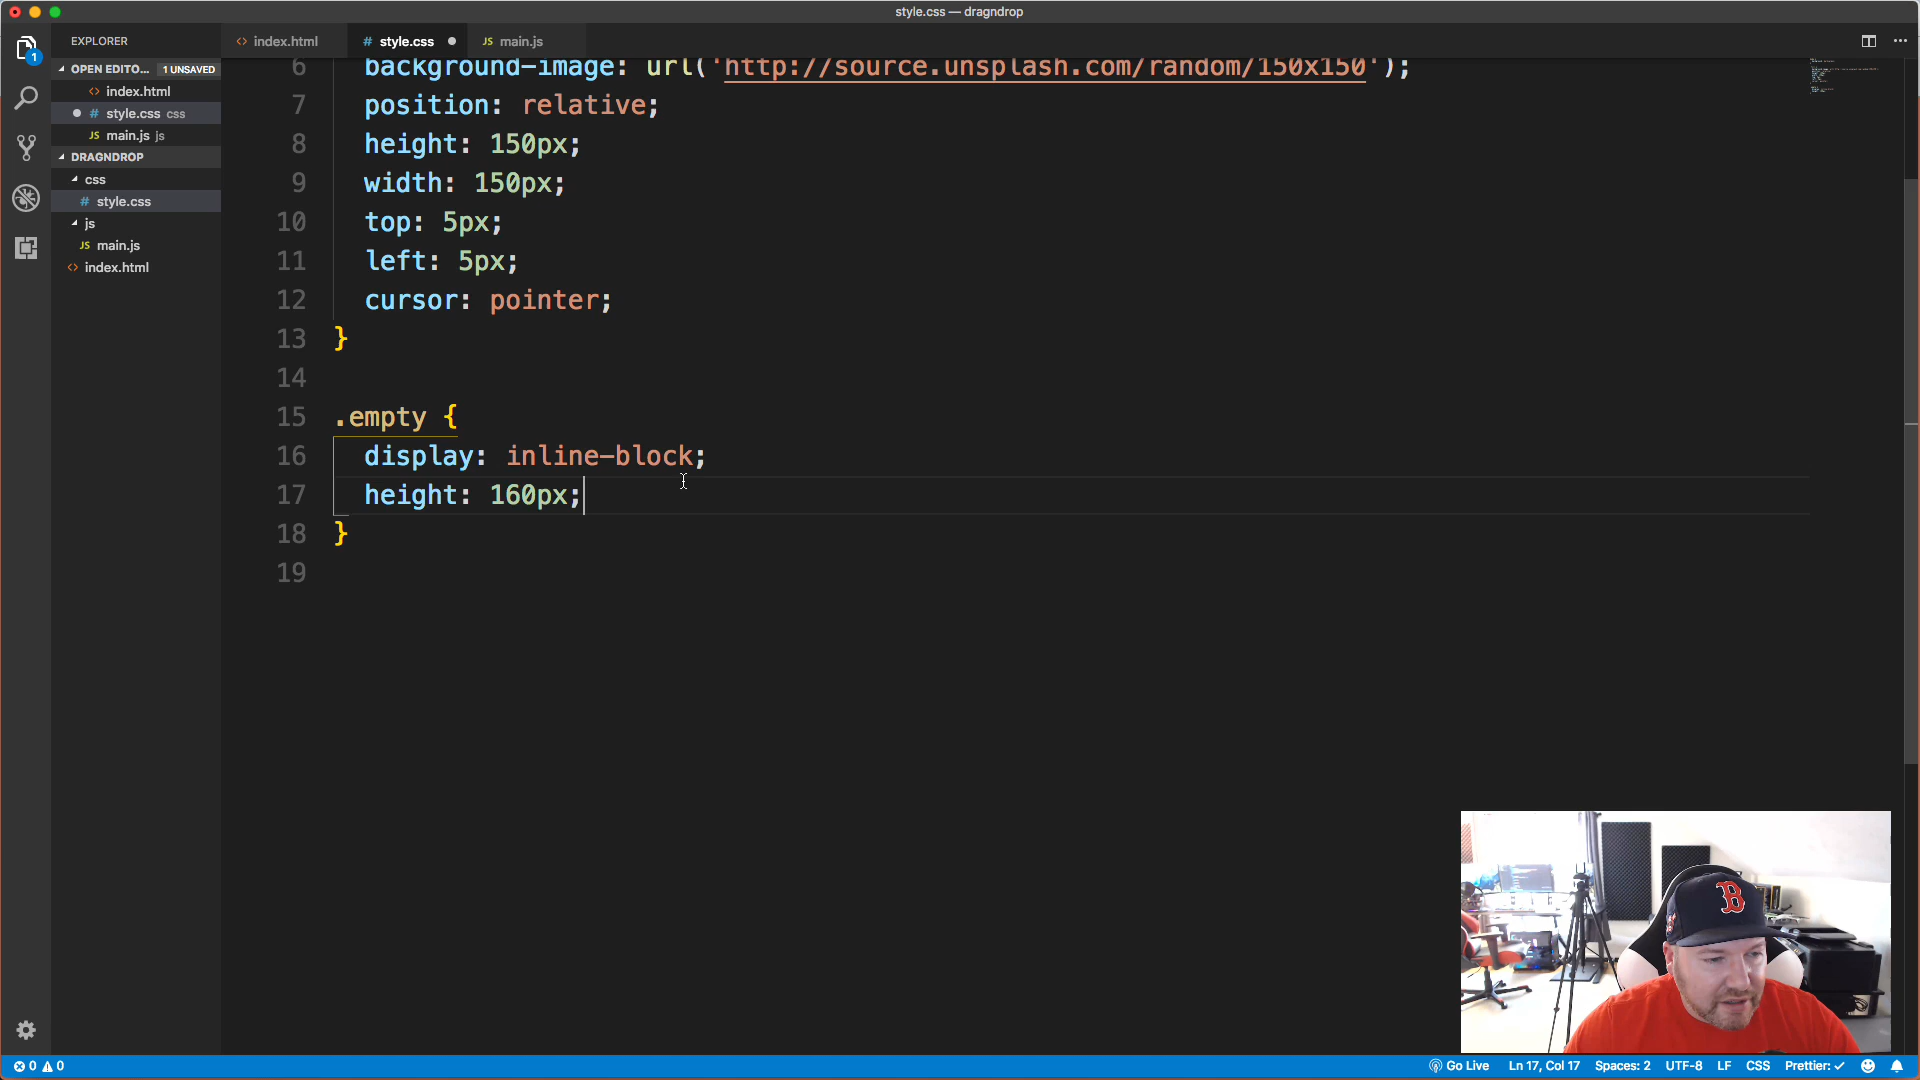 style.css — dragndrop
EXPLORER
index.html
# style.css
JS main.js
OPEN EDITO... 1 UNSAVED
index.html
# style.css css
JS main.js js
DRAGNDROP
css
# style.css
js
JS main.js
index.html
1
6 background-image: url('http://source.unsplash.com/random/150x150');
7 position: relative;
8 height: 150px;
9 width: 150px;
10 top: 5px;
11 left: 5px;
12 cursor: pointer;
13 }
14
15 .empty {
16 display: inline-block;
17 height: 160px;
18 }
19
B
0 0
Go Live Ln 17, Col 17 Spaces: 2 UTF-8 LF CSS Prettier: ✓